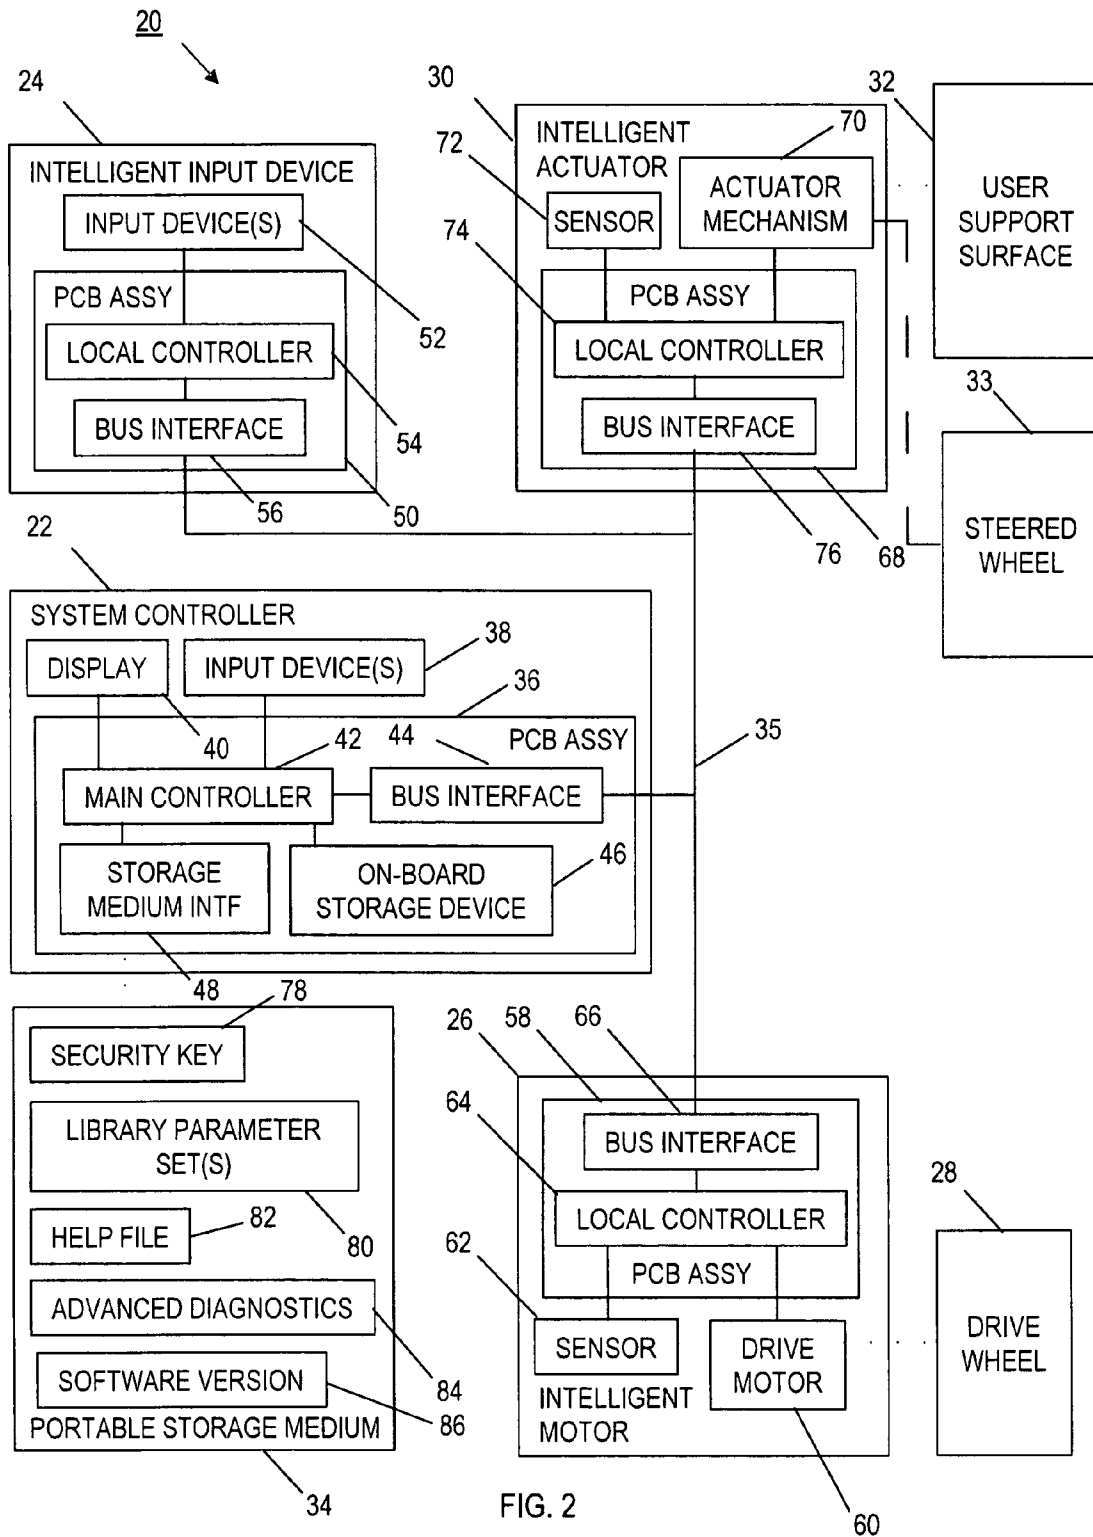 20
24
INTELLIGENT INPUT DEVICE
INPUT DEVICE(S)
PCB ASSY
LOCAL CONTROLLER
BUS INTERFACE
52
54
56
50
30
INTELLIGENT
ACTUATOR
72
70
SENSOR
ACTUATOR
MECHANISM
74
PCB ASSY
LOCAL CONTROLLER
BUS INTERFACE
76
68
32
USER
SUPPORT
SURFACE
33
STEERED
WHEEL
22
SYSTEM CONTROLLER
DISPLAY
INPUT DEVICE(S)
38
36
40
42
44
PCB ASSY
MAIN CONTROLLER
BUS INTERFACE
35
STORAGE
MEDIUM INTF
ON-BOARD
STORAGE DEVICE
46
48
78
SECURITY KEY
LIBRARY PARAMETER
SET(S)
HELP FILE
82
80
ADVANCED DIAGNOSTICS
SOFTWARE VERSION
84
86
PORTABLE STORAGE MEDIUM
34
26
58
66
64
BUS INTERFACE
LOCAL CONTROLLER
62
PCB ASSY
SENSOR
DRIVE
MOTOR
INTELLIGENT
MOTOR
60
28
DRIVE
WHEEL
FIG. 2